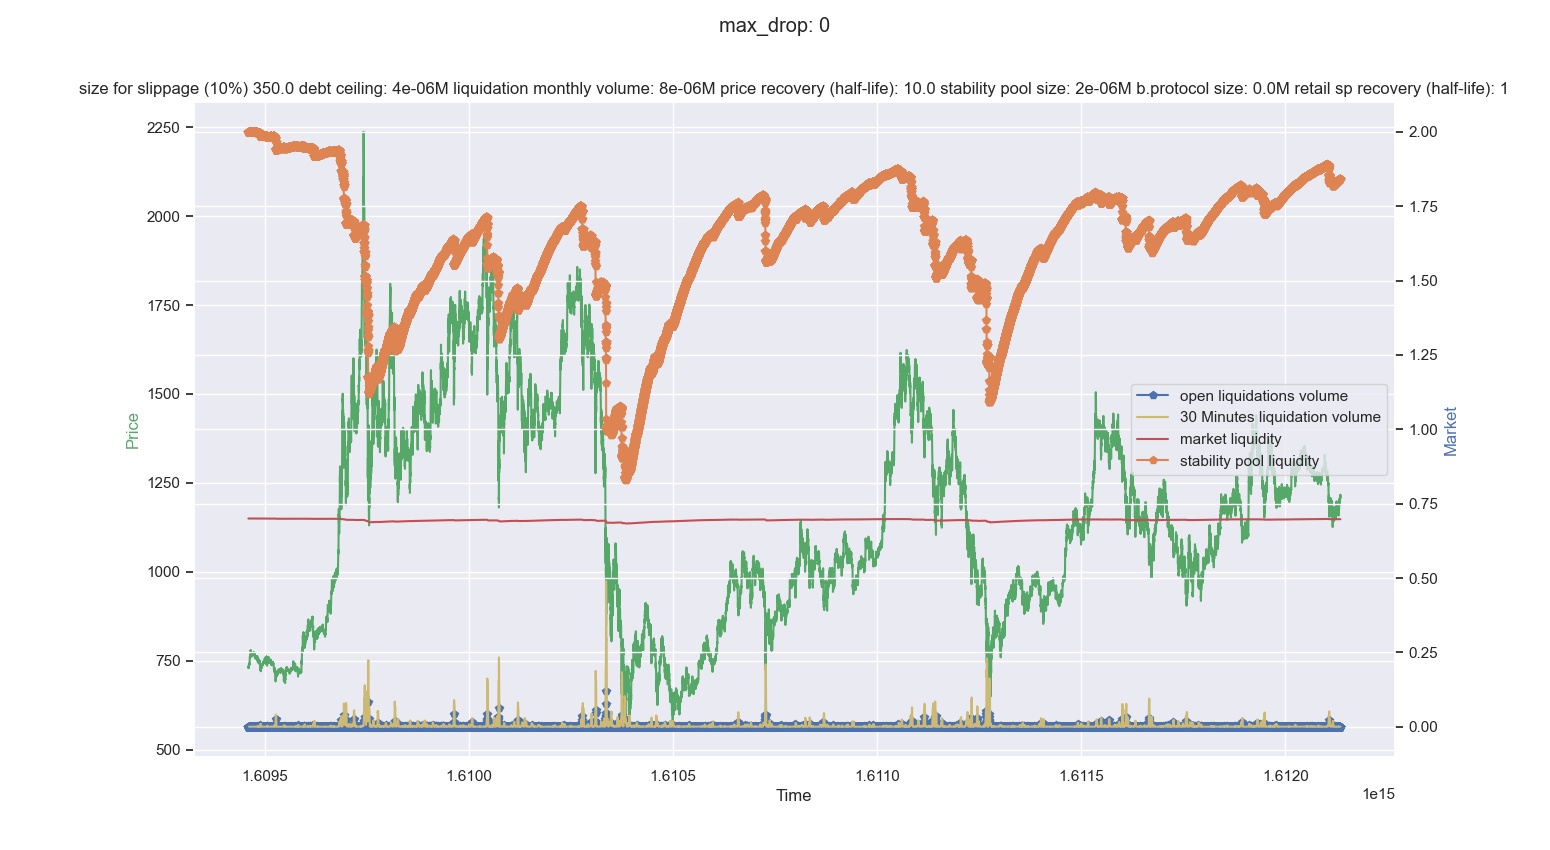 max_drop: 0
size for slippage (10%) 350.0 debt ceiling: 4e-06M liquidation monthly volume: 8e-06M price recovery (half-life): 10.0 stability pool size: 2e-06M b.protocol size: 0.0M retail sp recovery (half-life): 1
2250
2000
1750
1500
1250
1000
750
500
Price
2.00
1.75
1.50
1.25
1.00
0.75
0.50
0.25
0.00
Market
open liquidations volume
30 Minutes liquidation volume
market liquidity
stability pool liquidity
1.6095 1.6100 1.6105 1.6110 1.6115 1.6120
Time
1e15